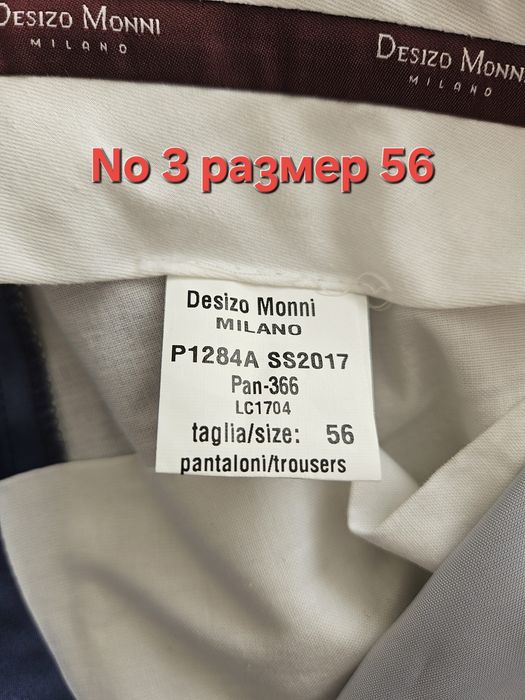 DESIZO MONNI
MILANO
DESIZO MONN
MILANO
No 3 размер 56
Desizo Monni
MILANO
P1284A SS2017
Pan-366
LC1704
taglia/size: 56
pantaloni/trousers